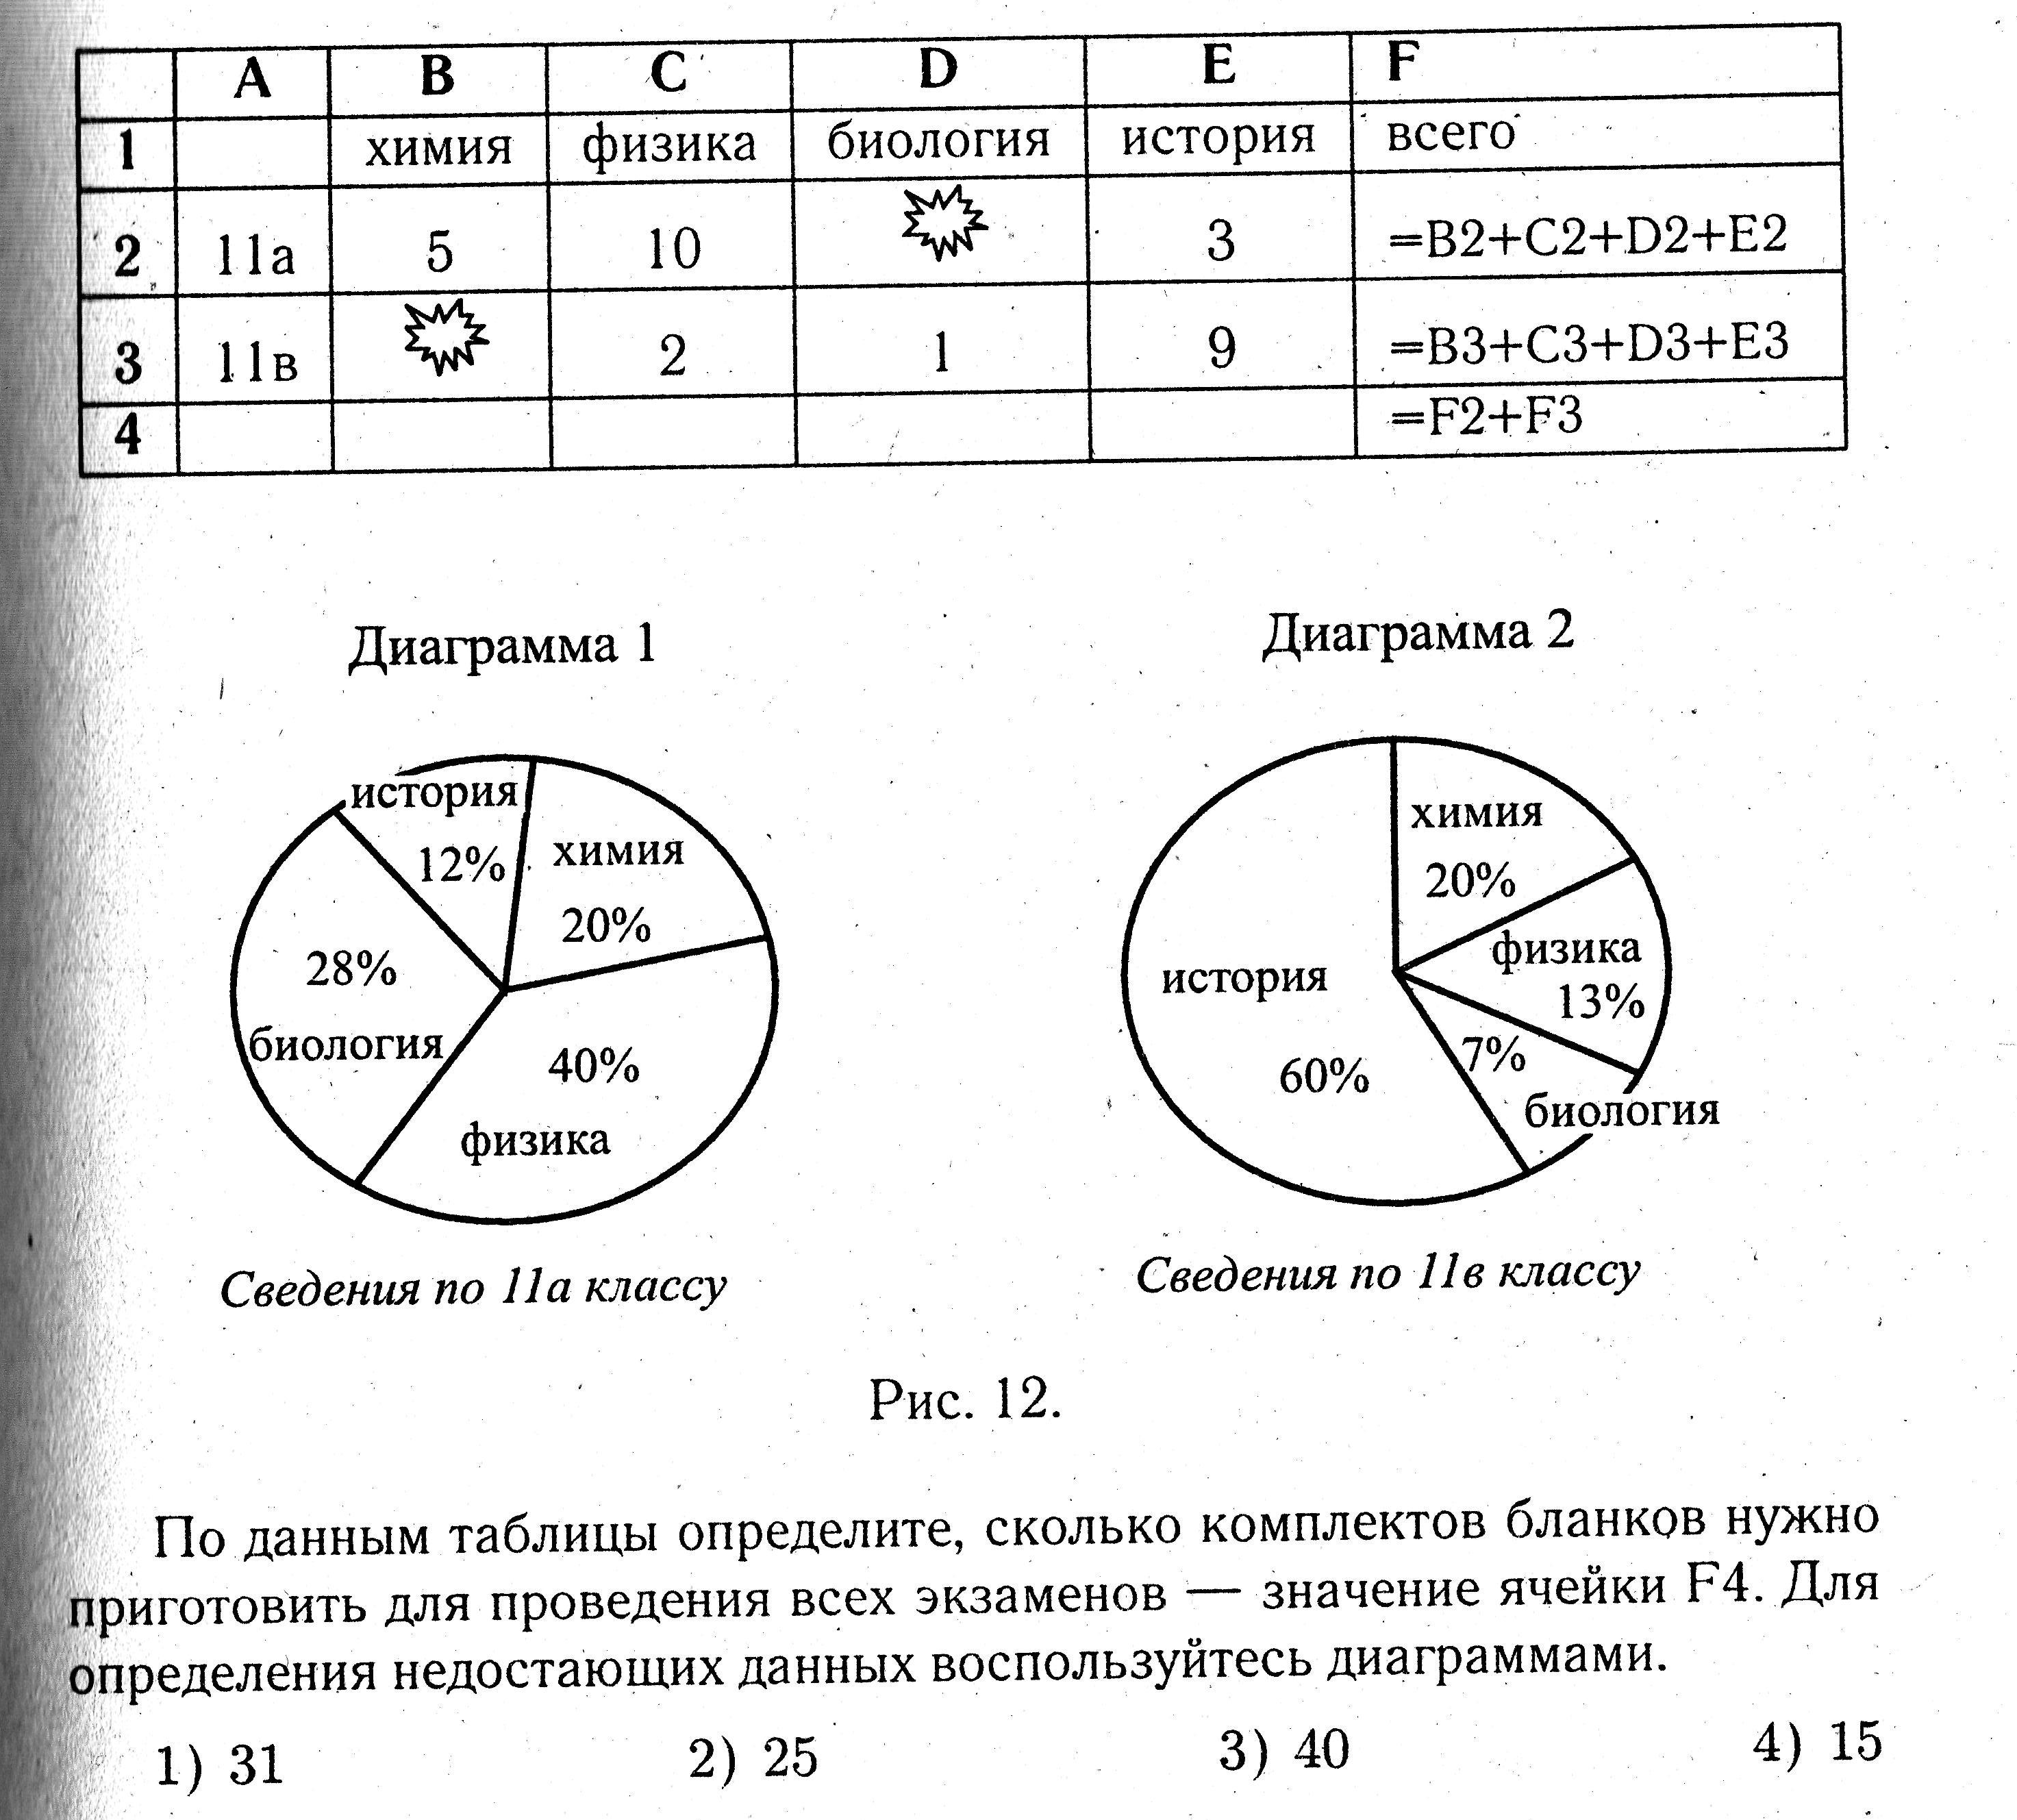 A B C D E F
1 химия физика биология история всего
2 11а 5 10 3 =B2+C2+D2+E2
3 11в 2 1 9 =B3+C3+D3+E3
4 =F2+F3
Диаграмма 1
Диаграмма 2
история
12%
химия
20%
28%
биология
40%
физика
химия
20%
физика
13%
история
60%
7%
биология
Сведения по 11а классу
Сведения по 11в классу
Рис. 12.
По данным таблицы определите, сколько комплектов бланков нужно
приготовить для проведения всех экзаменов — значение ячейки F4. Для
определения недостающих данных воспользуйтесь диаграммами.
1) 31 2) 25 3) 40 4) 15